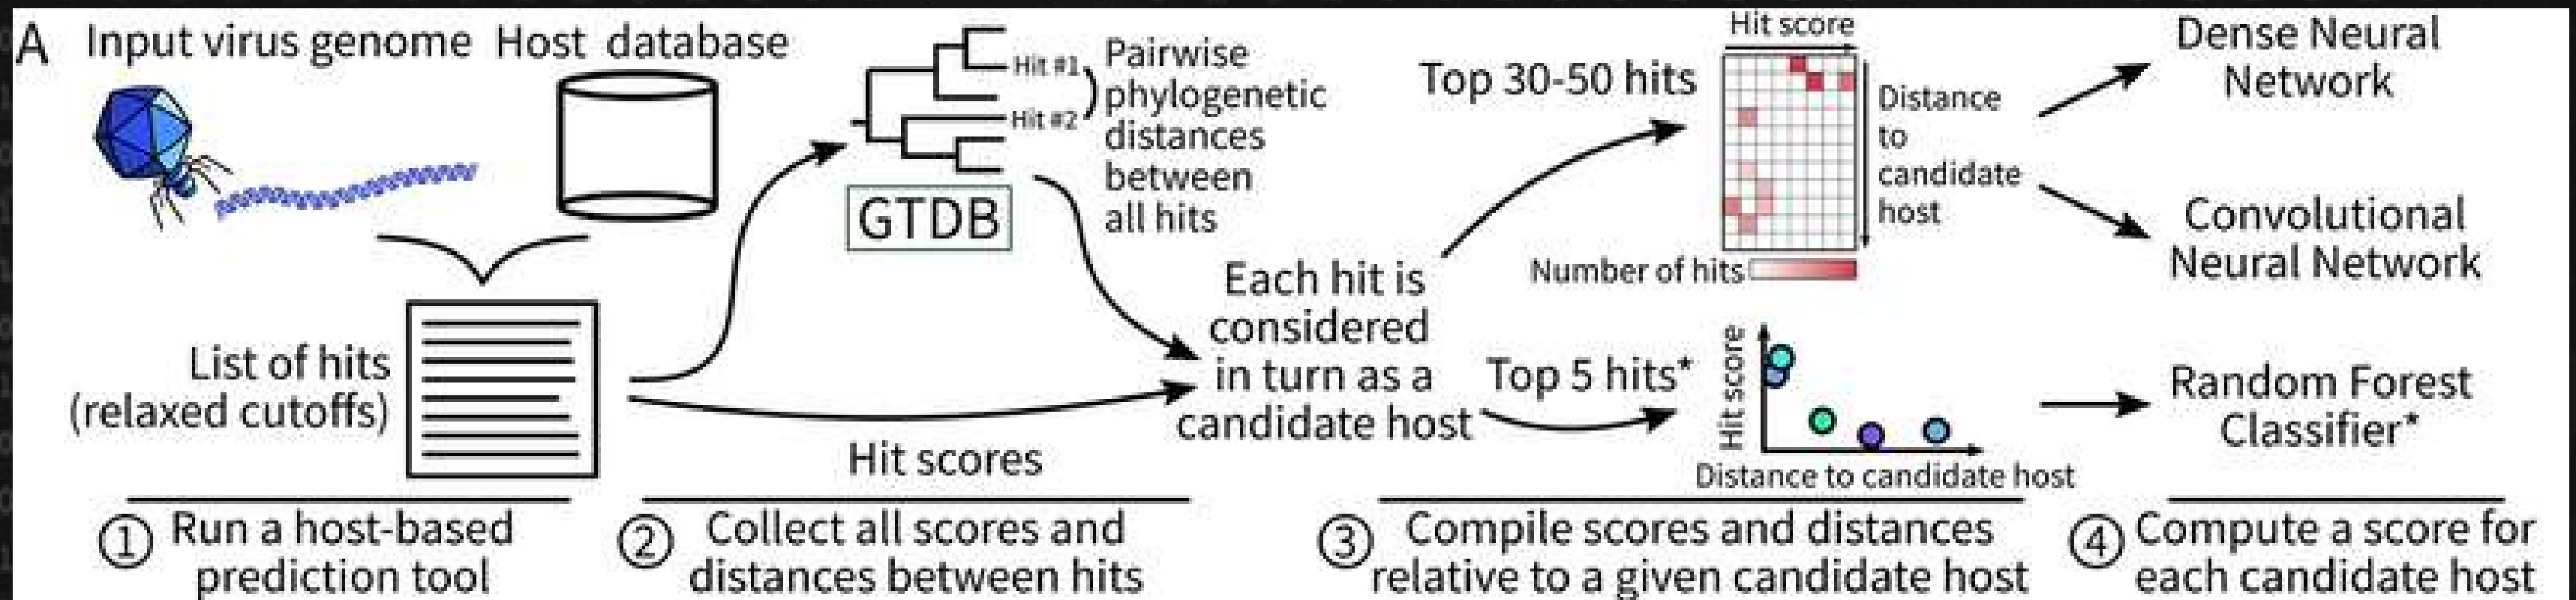 A
Input virus genome
Host database
List of hits
(relaxed cutoffs)
① Run a host-based
prediction tool
Hit #1
Hit #2
GTDB
Pairwise
phylogenetic
distances
between
all hits
Hit scores
② Collect all scores and
distances between hits
Each hit is
considered
in turn as a
candidate host
Top 30-50 hits
Hit score
Distance
to
candidate
host
Number of hits
Top 5 hits*
Hit score
Distance to candidate host
③ Compile scores and distances
relative to a given candidate host
Dense Neural
Network
Convolutional
Neural Network
Random Forest
Classifier*
④ Compute a score for
each candidate host